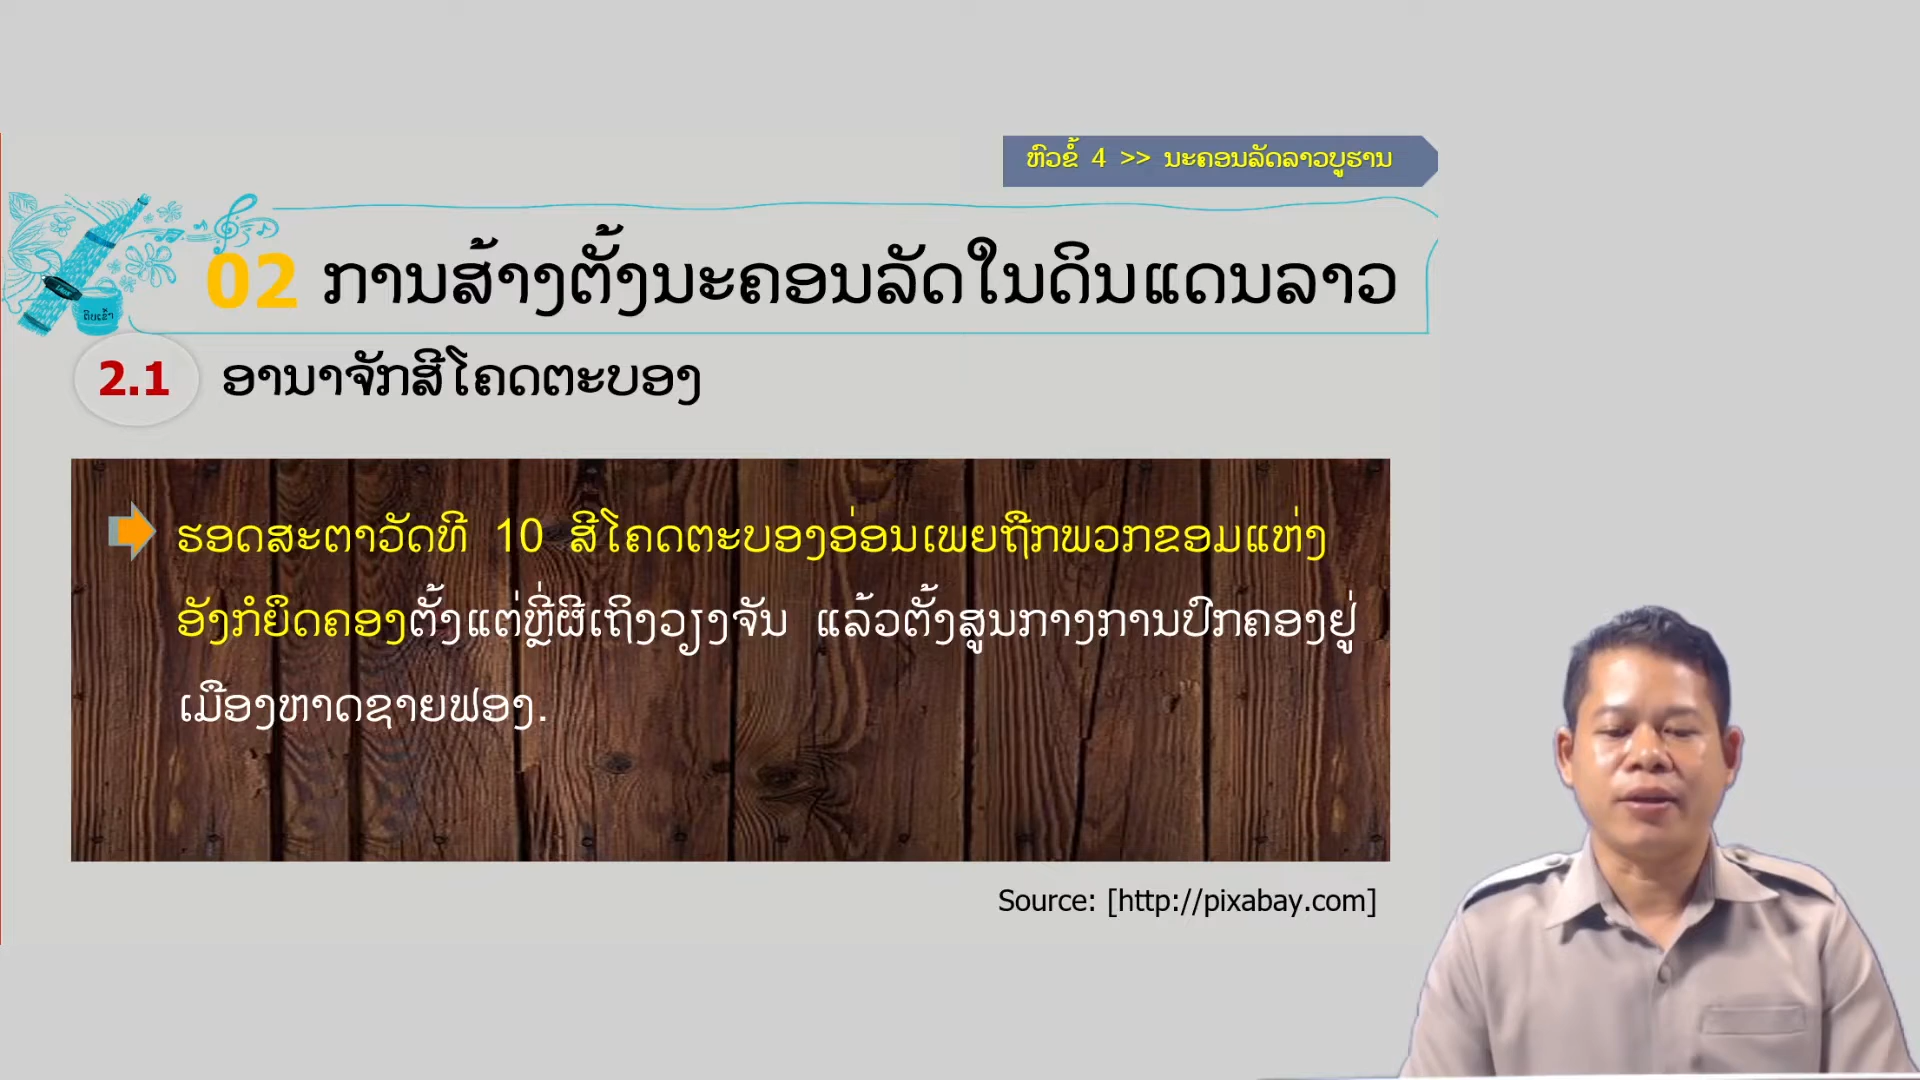 ຫົວຂໍ້ 4 >> ນະຄອນລັດລາວບູຮານ
02 ການສ້າງຕັ້ງນະຄອນລັດໃນດິນແດນລາວ
2.1 ອານາຈັກສີໂຄດຕະບອງ
ຮອດສະຕາວັດທີ 10 ສີໂຄດຕະບອງອ່ອນເພຍຖືກພວກຂອມແຫ່ງ
ອັງກໍຍຶດຄອງຕັ້ງແຕ່ຫຼີ່ຜີເຖິງວຽງຈັນ ແລ້ວຕັ້ງສູນກາງການປົກຄອງຢູ່
ເມືອງຫາດຊາຍຟອງ.
Source: [http://pixabay.com]